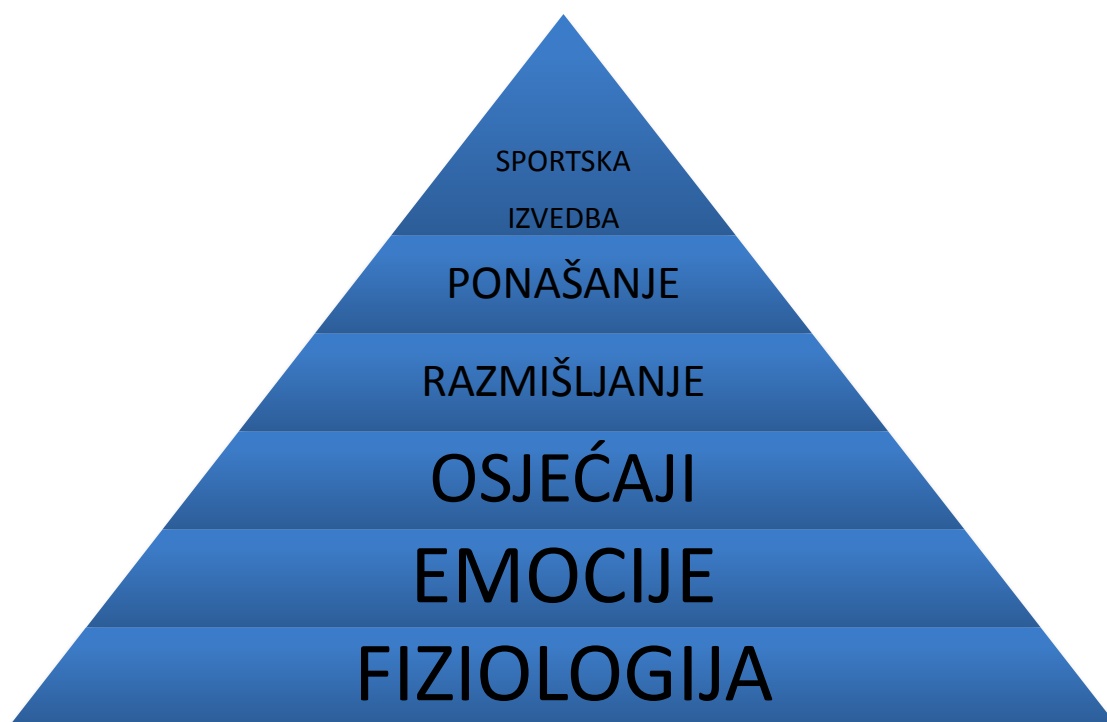 SPORTSKA
IZVEDBA
PONAŠANJE
RAZMIŠLJANJE
OSJEĆAJI
EMOCIJE
FIZIOLOGIJA